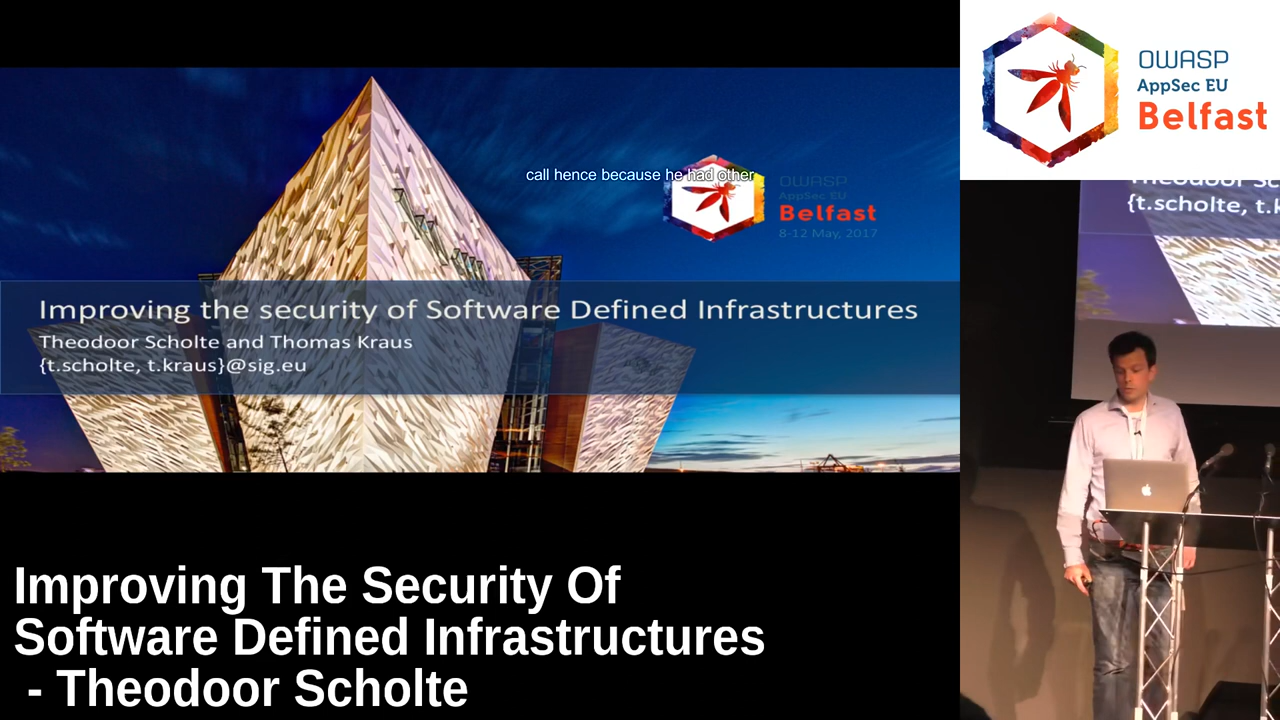 call hence because he had other
OWASP
AppSec EU
Belfast
8-12 May, 2017
Improving the security of Software Defined Infrastructures
Theodoor Scholte and Thomas Kraus
{t.scholte, t.kraus}@sig.eu
Improving The Security Of
Software Defined Infrastructures
- Theodoor Scholte
OWASP
AppSec EU
Belfast
{t.scholte, t.k